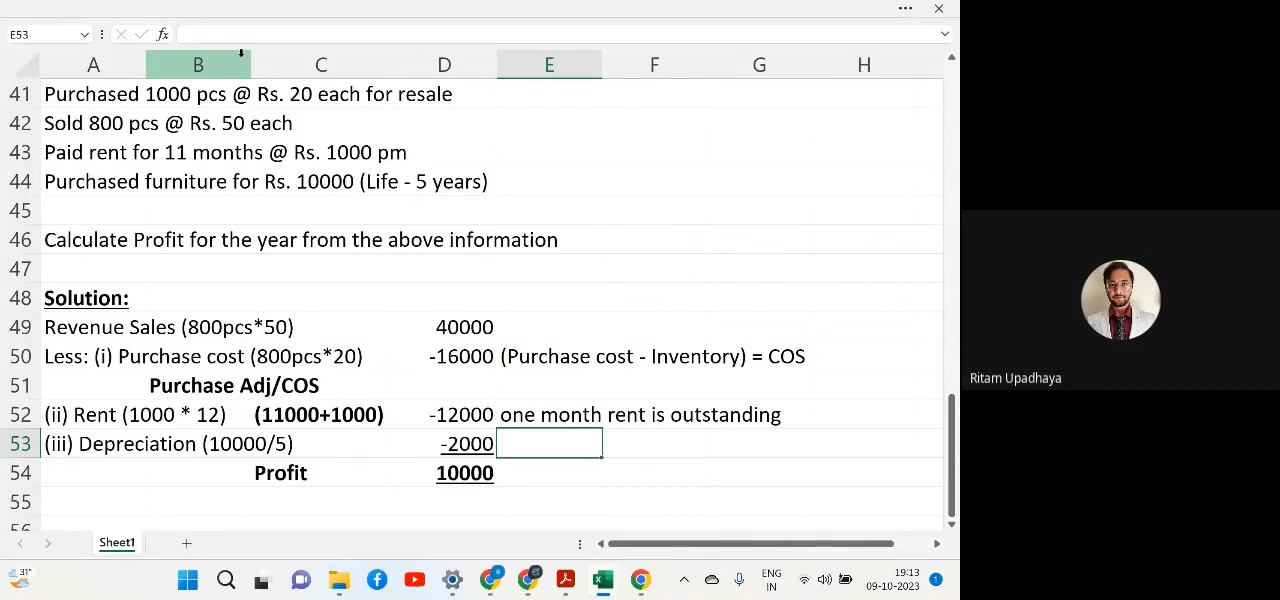 E53
fx
A B C D E F G H
41 Purchased 1000 pcs @ Rs. 20 each for resale
42 Sold 800 pcs @ Rs. 50 each
43 Paid rent for 11 months @ Rs. 1000 pm
44 Purchased furniture for Rs. 10000 (Life - 5 years)
45
46 Calculate Profit for the year from the above information
47
48 Solution:
49 Revenue Sales (800pcs*50) 40000
50 Less: (i) Purchase cost (800pcs*20) -16000 (Purchase cost - Inventory) = COS
51 Purchase Adj/COS
52 (ii) Rent (1000 * 12) (11000+1000) -12000 one month rent is outstanding
53 (iii) Depreciation (10000/5) -2000
54 Profit 10000
55
56
Sheet1
Ritam Upadhaya
31°
ENG
IN
19:13
09-10-2023
1